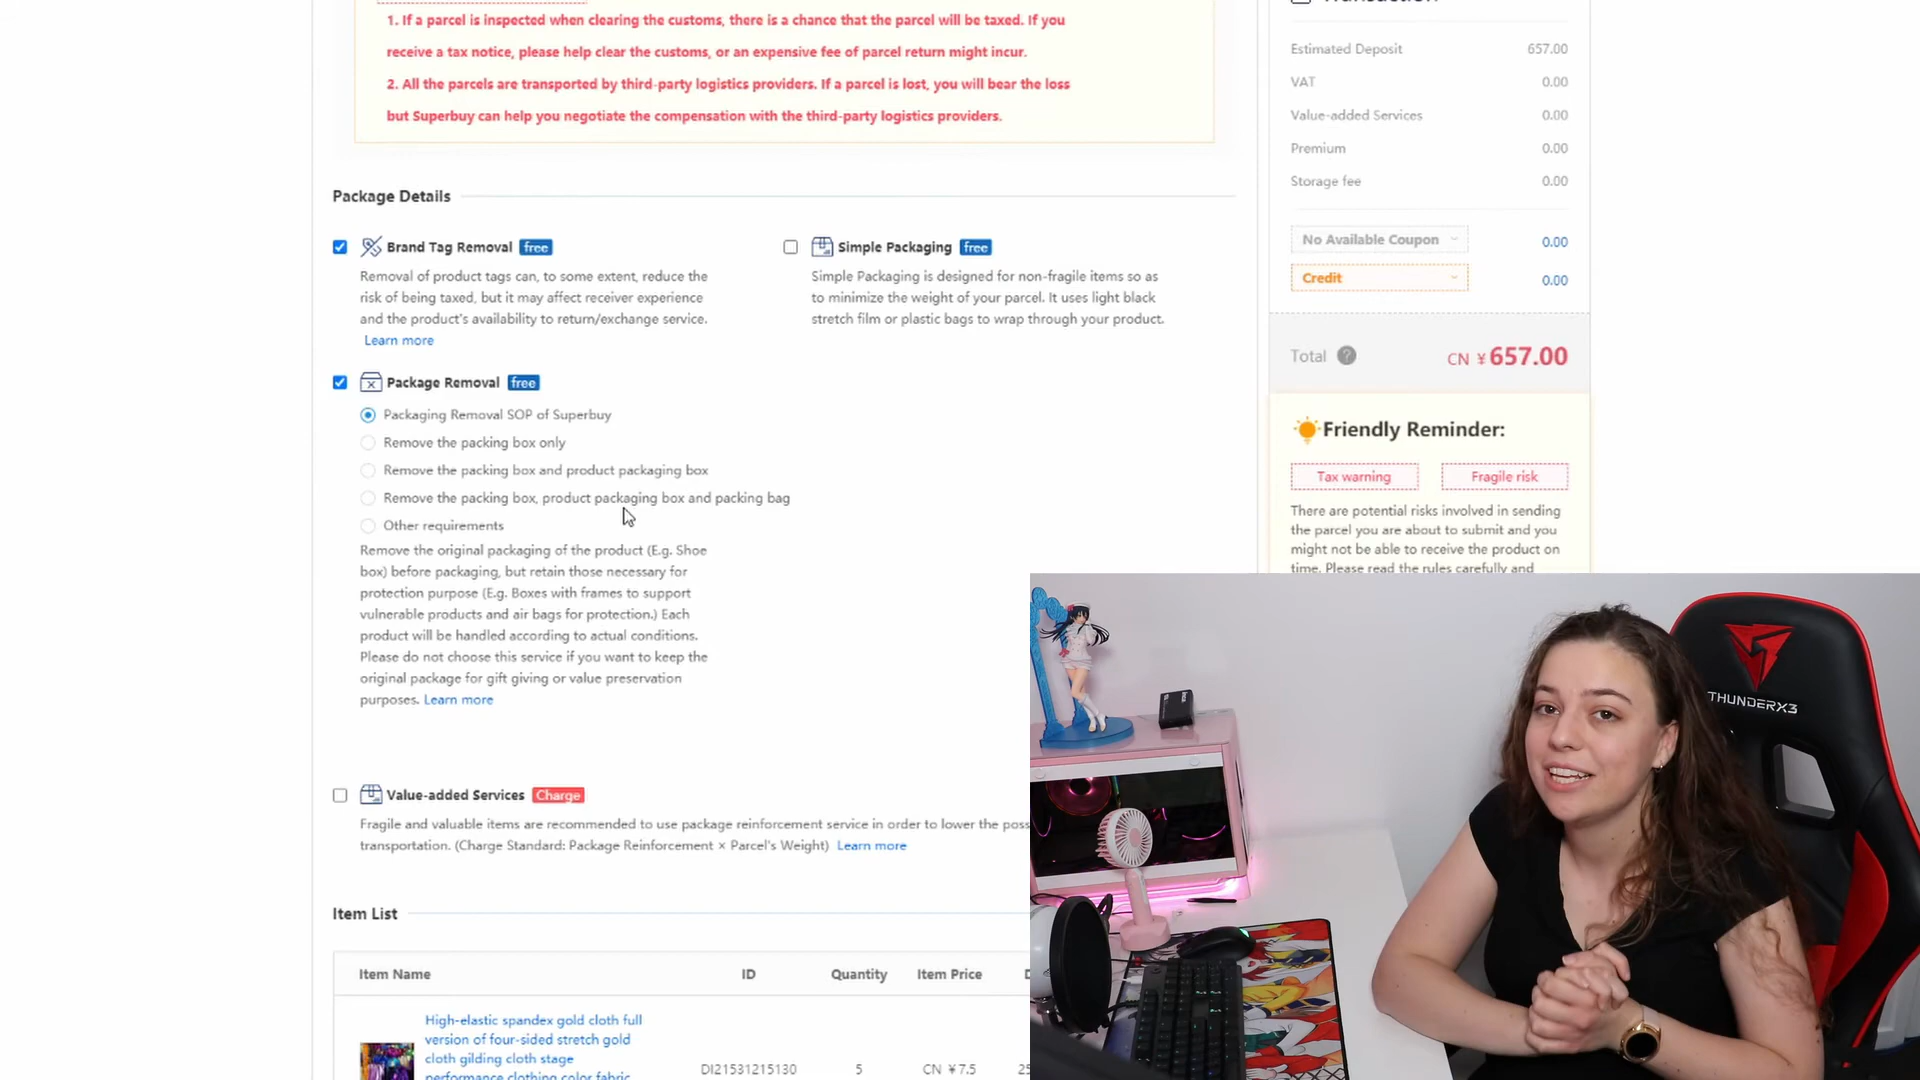 1. If a parcel is inspected when clearing the customs, there is a chance that the parcel will be taxed. If you
receive a tax notice, please help clear the customs, or an expensive fee of parcel return might incur.
2. All the parcels are transported by third-party logistics providers. If a parcel is lost, you will bear the loss
but Superbuy can help you negotiate the compensation with the third-party logistics providers.
Package Details
Brand Tag Removal free
Removal of product tags can, to some extent, reduce the
risk of being taxed, but it may affect receiver experience
and the product's availability to return/exchange service.
Learn more
Simple Packaging free
Simple Packaging is designed for non-fragile items so as
to minimize the weight of your parcel. It uses light black
stretch film or plastic bags to wrap through your product.
Package Removal free
Packaging Removal SOP of Superbuy
Remove the packing box only
Remove the packing box and product packaging box
Remove the packing box, product packaging box and packing bag
Other requirements
Remove the original packaging of the product (E.g. Shoe
box) before packaging, but retain those necessary for
protection purpose (E.g. Boxes with frames to support
vulnerable products and air bags for protection.) Each
product will be handled according to actual conditions.
Please do not choose this service if you want to keep the
original package for gift giving or value preservation
purposes. Learn more
Value-added Services Charge
Fragile and valuable items are recommended to use package reinforcement service in order to lower the poss
transportation. (Charge Standard: Package Reinforcement × Parcel's Weight) Learn more
Item List
Item Name ID Quantity Item Price D
High-elastic spandex gold cloth full
version of four-sided stretch gold
cloth gilding cloth stage
performance clothing color fabric
DI21531215130 5 CN ¥7.5 25
Transaction
Estimated Deposit 657.00
VAT 0.00
Value-added Services 0.00
Premium 0.00
Storage fee 0.00
No Available Coupon 0.00
Credit 0.00
Total ? CN ¥657.00
Friendly Reminder:
Tax warning Fragile risk
There are potential risks involved in sending
the parcel you are about to submit and you
might not be able to receive the product on
time. Please read the rules carefully and
THUNDERX3